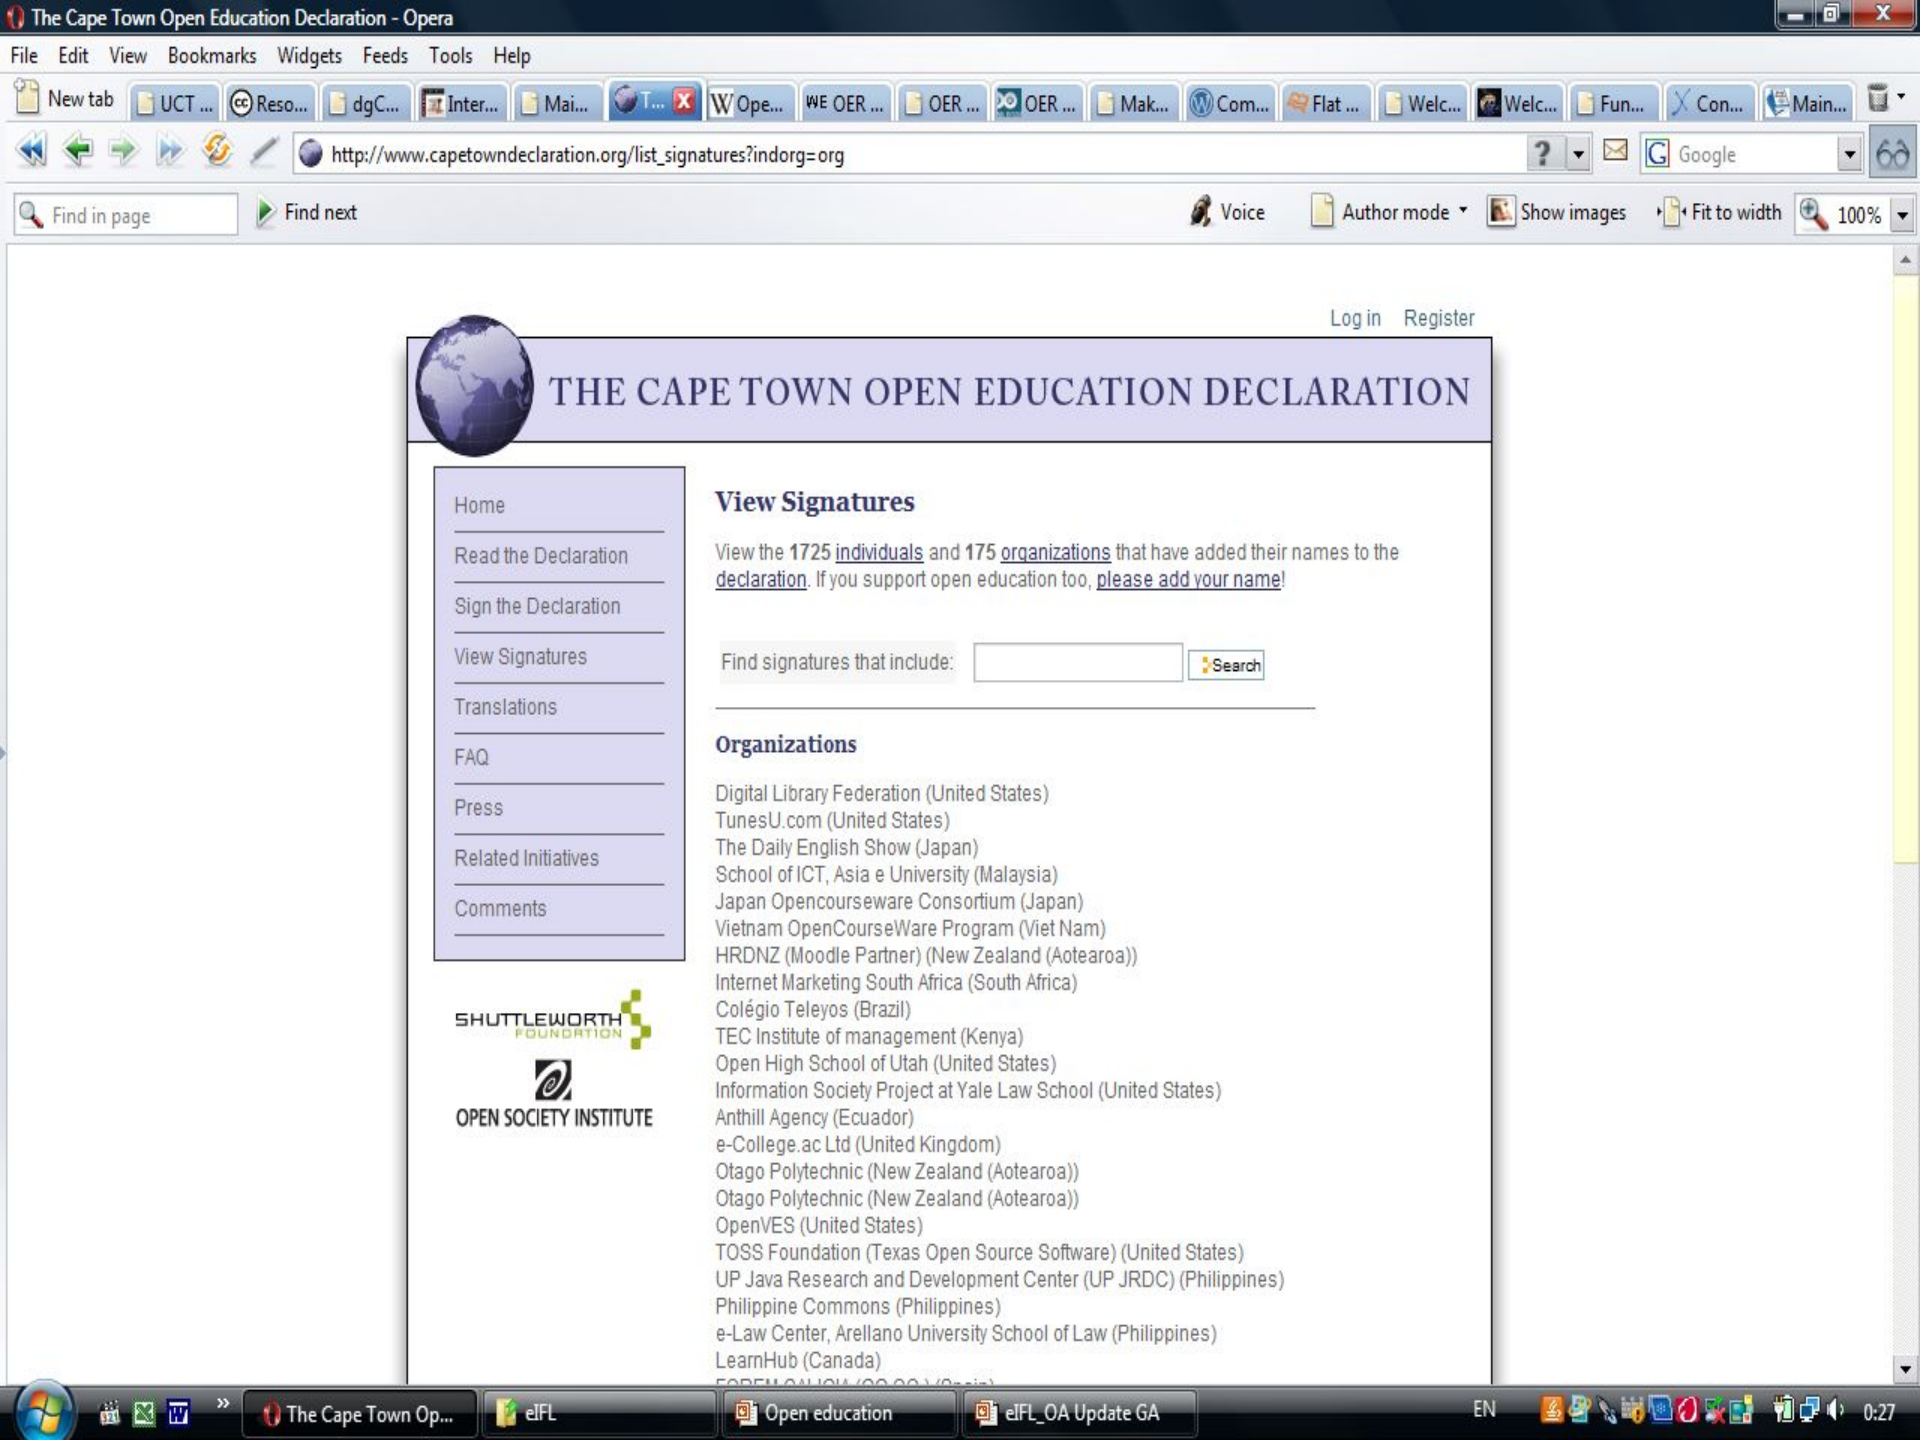 The Cape Town Open Education Declaration - Opera
File Edit View Bookmarks Widgets Feeds Tools Help
New tab UCT ... Reso... dgC... Inter... Mai... T... Ope... WE OER ... OER ... OER ... Mak... Com... Flat ... Welc... Welc... Fun... Con... Main...
http://www.capetowndeclaration.org/list_signatures?indorg=org ? Google
Find in page Find next Voice Author mode Show images Fit to width 100%
Log in Register
THE CAPE TOWN OPEN EDUCATION DECLARATION
Home
Read the Declaration
Sign the Declaration
View Signatures
Translations
FAQ
Press
Related Initiatives
Comments
SHUTTLEWORTH
FOUNDATION
OPEN SOCIETY INSTITUTE
View Signatures
View the 1725 individuals and 175 organizations that have added their names to the
declaration. If you support open education too, please add your name!
Find signatures that include: Search
Organizations
Digital Library Federation (United States)
TunesU.com (United States)
The Daily English Show (Japan)
School of ICT, Asia e University (Malaysia)
Japan Opencourseware Consortium (Japan)
Vietnam OpenCourseWare Program (Viet Nam)
HRDNZ (Moodle Partner) (New Zealand (Aotearoa))
Internet Marketing South Africa (South Africa)
Colégio Teleyos (Brazil)
TEC Institute of management (Kenya)
Open High School of Utah (United States)
Information Society Project at Yale Law School (United States)
Anthill Agency (Ecuador)
e-College.ac Ltd (United Kingdom)
Otago Polytechnic (New Zealand (Aotearoa))
Otago Polytechnic (New Zealand (Aotearoa))
OpenVES (United States)
TOSS Foundation (Texas Open Source Software) (United States)
UP Java Research and Development Center (UP JRDC) (Philippines)
Philippine Commons (Philippines)
e-Law Center, Arellano University School of Law (Philippines)
LearnHub (Canada)
The Cape Town Op... eIFL Open education eIFL_OA Update GA EN 0:27